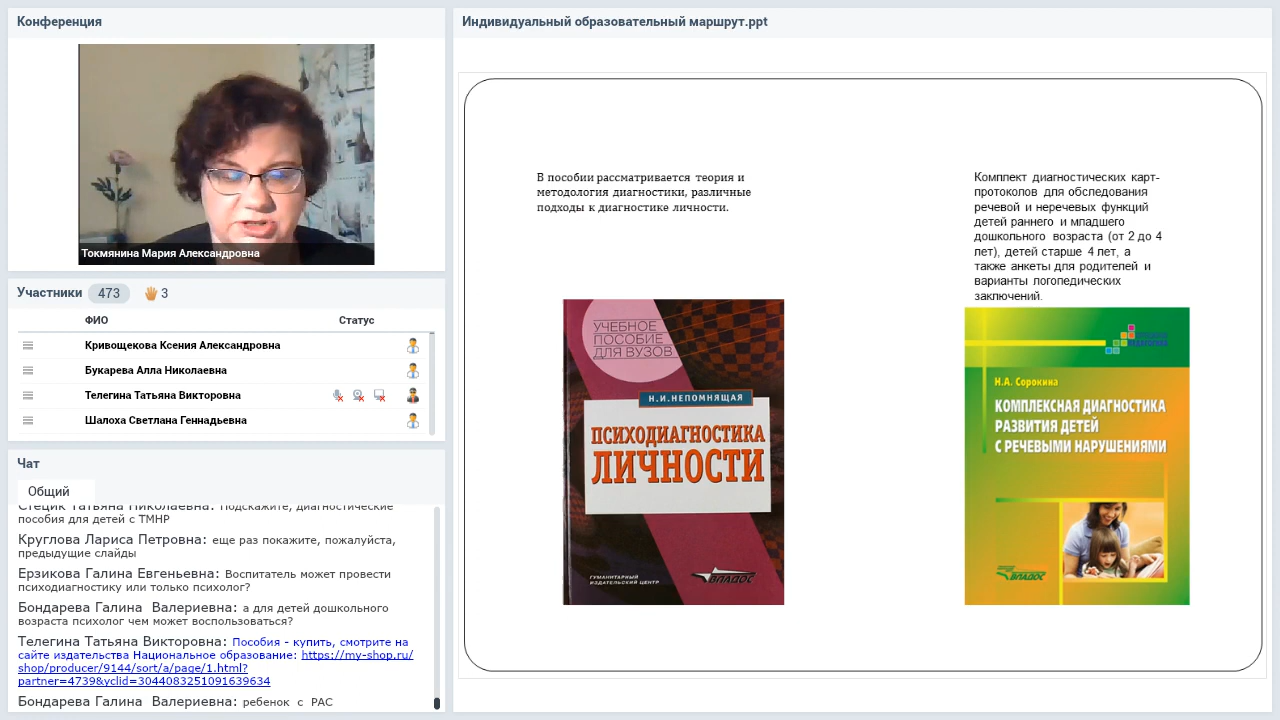 Конференция
Токмянина Мария Александровна
Участники 473 3
ФИО Статус
Кривощекова Ксения Александровна
Букарева Алла Николаевна
Телегина Татьяна Викторовна
Шалоха Светлана Геннадьевна
Чат
Общий
Стецик Татьяна Николаевна: Подскажите, диагностические
пособия для детей с ТМНР
Круглова Лариса Петровна: еще раз покажите, пожалуйста,
предыдущие слайды
Ерзикова Галина Евгеньевна: Воспитатель может провести
психодиагностику или только психолог?
Бондарева Галина Валериевна: а для детей дошкольного
возраста психолог чем может воспользоваться?
Телегина Татьяна Викторовна: Пособия - купить, смотрите на
сайте издательства Национальное образование: https://my-shop.ru/
shop/producer/9144/sort/a/page/1.html?
partner=4739&yclid=3044083251091639634
Бондарева Галина Валериевна: ребенок с РАС
Индивидуальный образовательный маршрут.ppt
В пособии рассматривается теория и
методология диагностики, различные
подходы к диагностике личности.
УЧЕБНОЕ
ПОСОБИЕ
ДЛЯ ВУЗОВ
Н.И.НЕПОМНЯЩАЯ
ПСИХОДИАГНОСТИКА
ЛИЧНОСТИ
ГУМАНИТАРНЫЙ
ИЗДАТЕЛЬСКИЙ ЦЕНТР
ВЛАДОС
Комплект диагностических карт-
протоколов для обследования
речевой и неречевых функций
детей раннего и младшего
дошкольного возраста (от 2 до 4
лет), детей старше 4 лет, а
также анкеты для родителей и
варианты логопедических
заключений.
Н.А. Сорокина
КОМПЛЕКСНАЯ ДИАГНОСТИКА
РАЗВИТИЯ ДЕТЕЙ
С РЕЧЕВЫМИ НАРУШЕНИЯМИ
ВЛАДОС